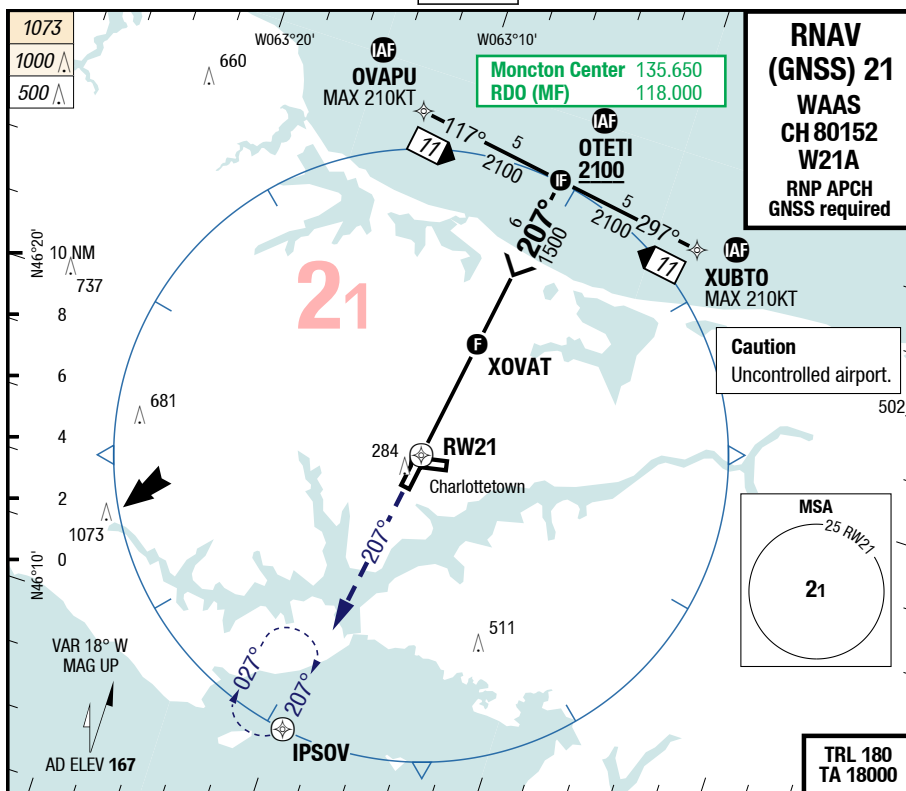 1073
1000
500
660
W063°20'
IAF
OVAPU
MAX 210KT
W063°10'
Moncton Center 135.650
RDO (MF) 118.000
IAF
OTETI
2100
RNAV
(GNSS) 21
WAAS
CH 80152
W21A
RNP APCH
GNSS required
11
117°
5
2100
IF
5
297°
2100
11
IAF
XUBTO
MAX 210KT
6
207°
1500
N46°20'
10 NM
737
8
6
4
2
0
21
F
XOVAT
Caution
Uncontrolled airport.
502
681
284
RW21
Charlottetown
1073
N46°10'
207°
MSA
25 RW21
21
511
VAR 18° W
MAG UP
027°
207°
IPSOV
AD ELEV 167
TRL 180
TA 18000